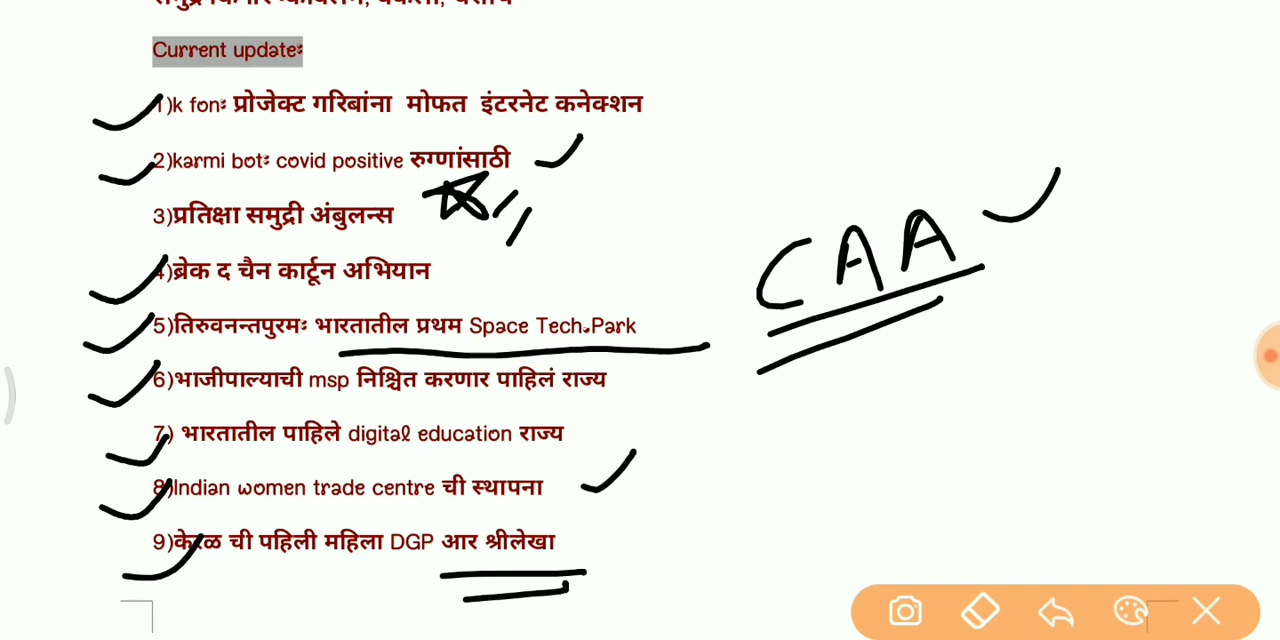 Current update:
1)k fon: प्रोजेक्ट गरिबांना मोफत इंटरनेट कनेक्शन
2)karmi bot: covid positive रुग्णांसाठी
3)प्रतिक्षा समुद्री अंबुलन्स
4)ब्रेक द चैन कार्टून अभियान
5)तिरुवनन्तपुरमः भारतातील प्रथम Space Tech.Park
6)भाजीपाल्याची msp निश्चित करणार पाहिलं राज्य
7) भारतातील पाहिले digital education राज्य
8)Indian women trade centre ची स्थापना
9)केरळ ची पहिली महिला DGP आर श्रीलेखा
CAA